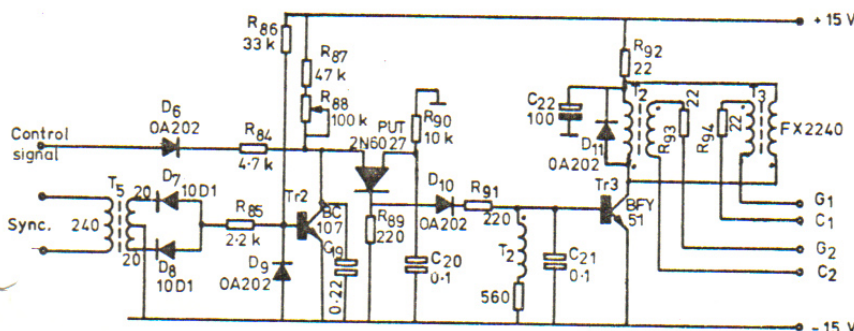 +15 V
R86
33 k
R87
47 k
R88
100 k
R90
10 k
PUT
2N6027
R92
22
T2
T3
C22
100
22
R93
R94
22
FX2240
D11
OA202
D6
OA202
Control
signal
R84
4.7 k
T5
20
D7
10D1
Sync.
240
20
D8
10D1
R85
2.2 k
D9
OA202
Tr2
BC
107
C19
0.22
R89
220
D10
OA202
C20
0.1
R91
220
T2
560
C21
0.1
Tr3
BFY
51
G1
C1
G2
C2
-15 V